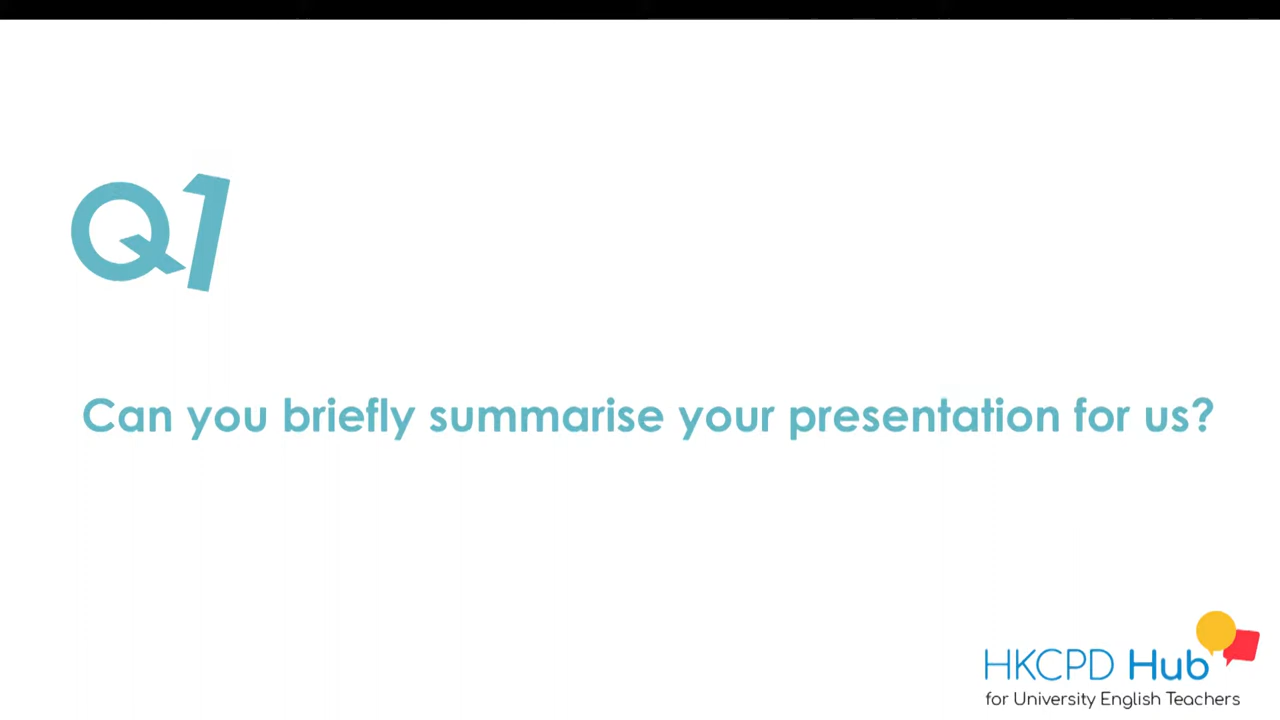 Q1
Can you briefly summarise your presentation for us?
HKCPD Hub
for University English Teachers